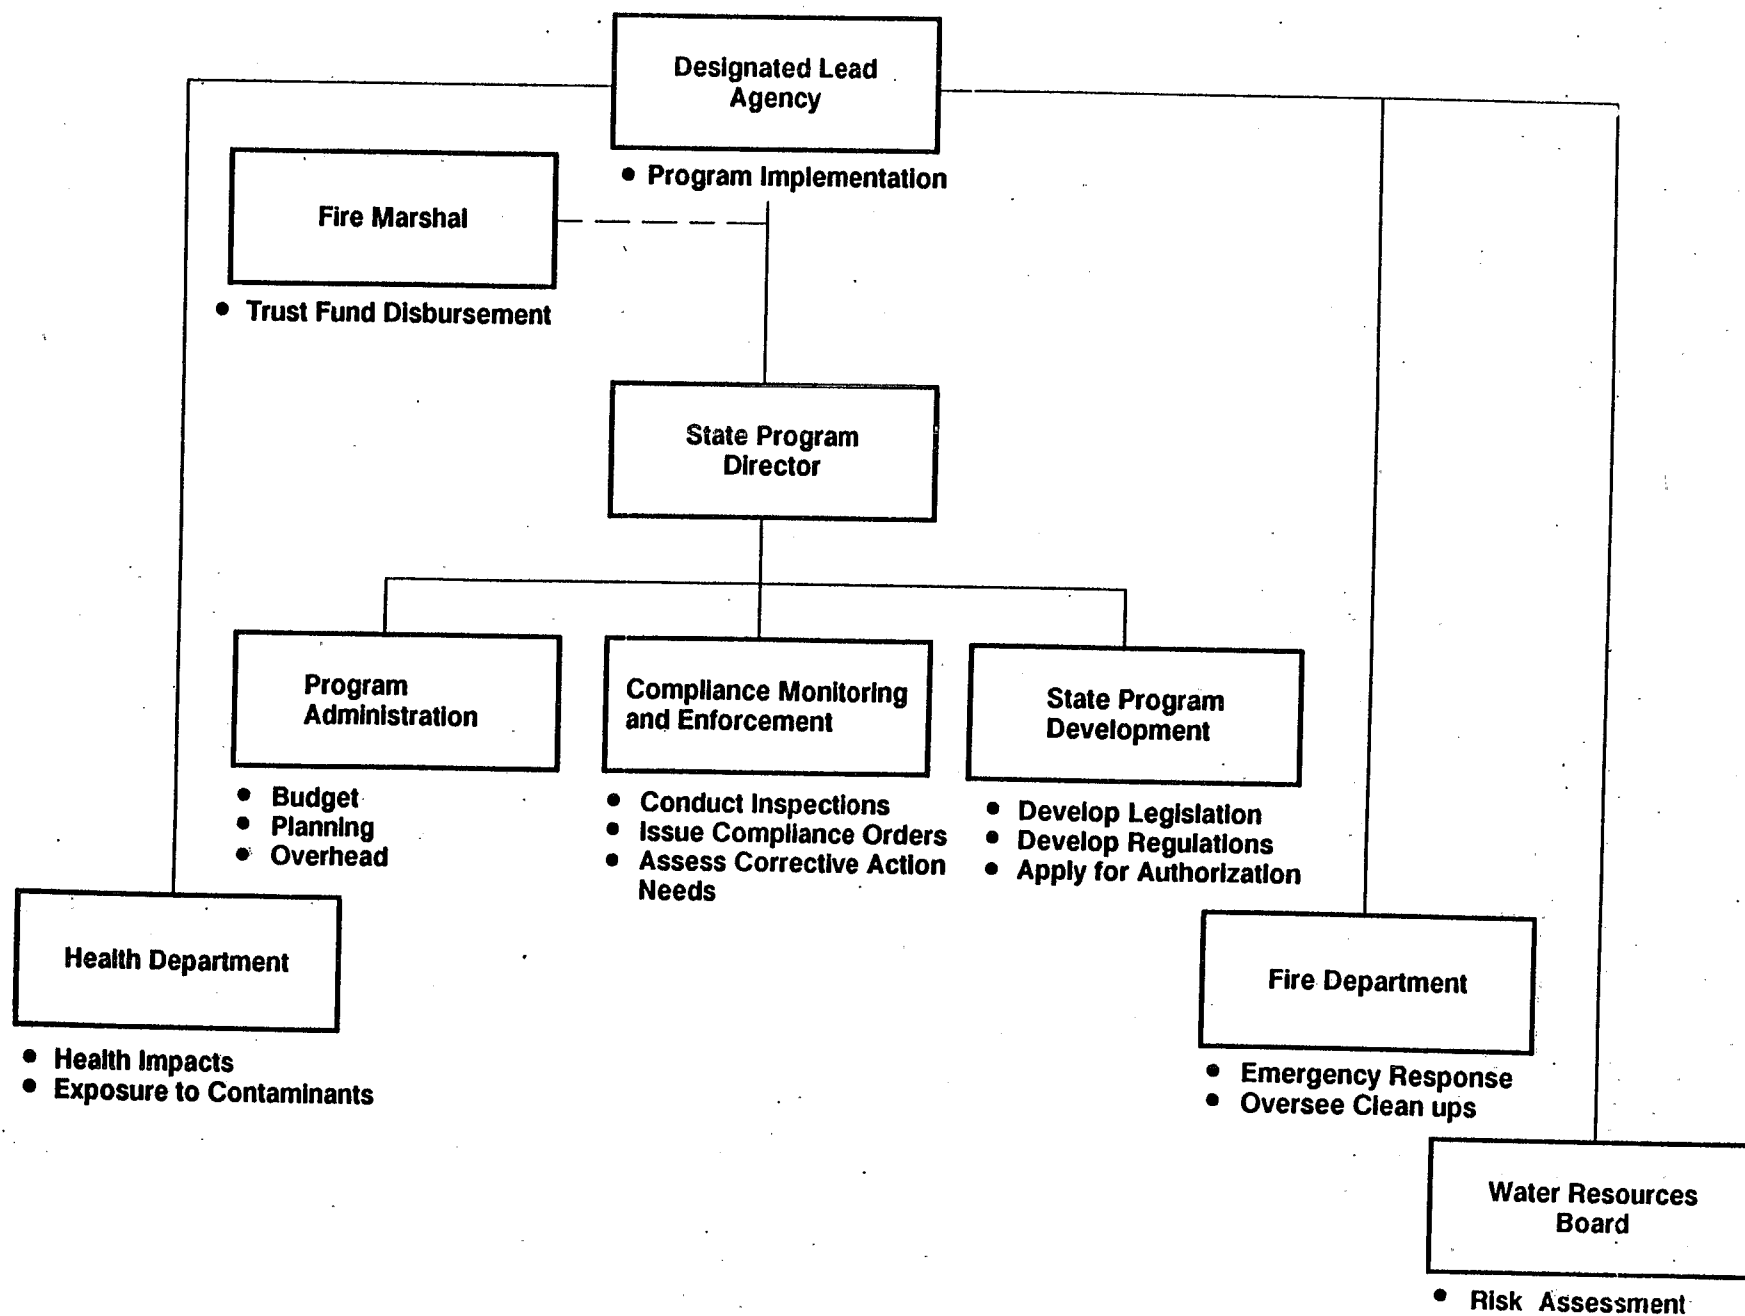 Designated Lead
Agency
• Program Implementation
Fire Marshal
• Trust Fund Disbursement
State Program
Director
Program
Administration
• Budget
• Planning
• Overhead
Compliance Monitoring
and Enforcement
• Conduct Inspections
• Issue Compliance Orders
• Assess Corrective Action
Needs
State Program
Development
• Develop Legislation
• Develop Regulations
• Apply for Authorization
Health Department
• Health Impacts
• Exposure to Contaminants
Fire Department
• Emergency Response
• Oversee Clean ups
Water Resources
Board
• Risk Assessment